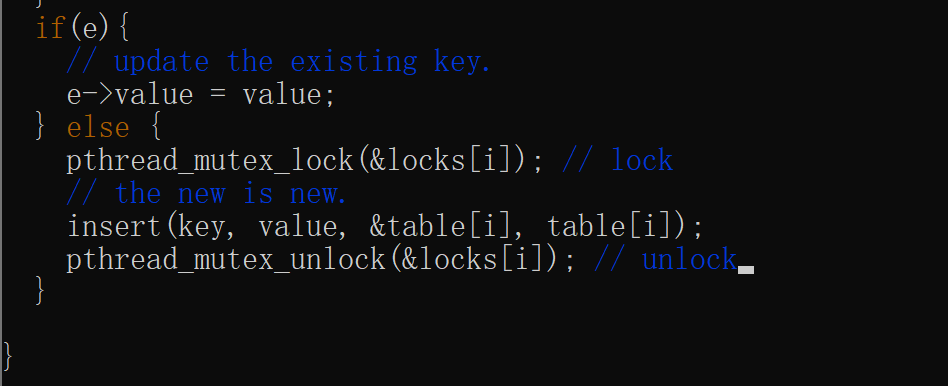 }
if(e){
// update the existing key.
e->value = value;
} else {
pthread_mutex_lock(&locks[i]); // lock
// the new is new.
insert(key, value, &table[i], table[i]);
pthread_mutex_unlock(&locks[i]); // unlock
}
}